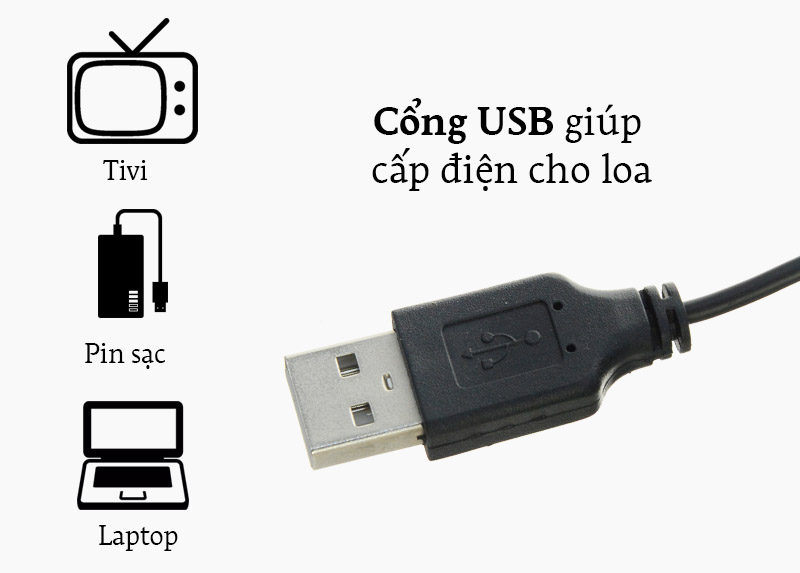 Tivi
Pin sạc
Laptop
Cổng USB giúp
cấp điện cho loa